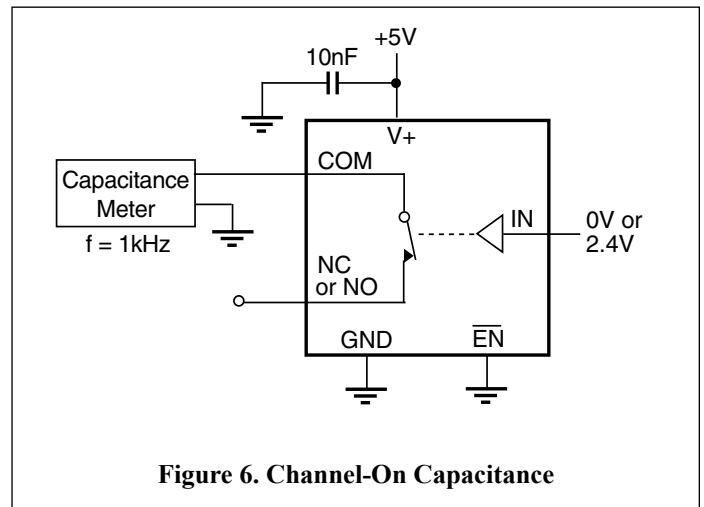 +5V
10nF
V+
COM
Capacitance
Meter
f = 1kHz
IN
0V or
2.4V
NC
or NO
GND
E̅N̅
Figure 6. Channel-On Capacitance